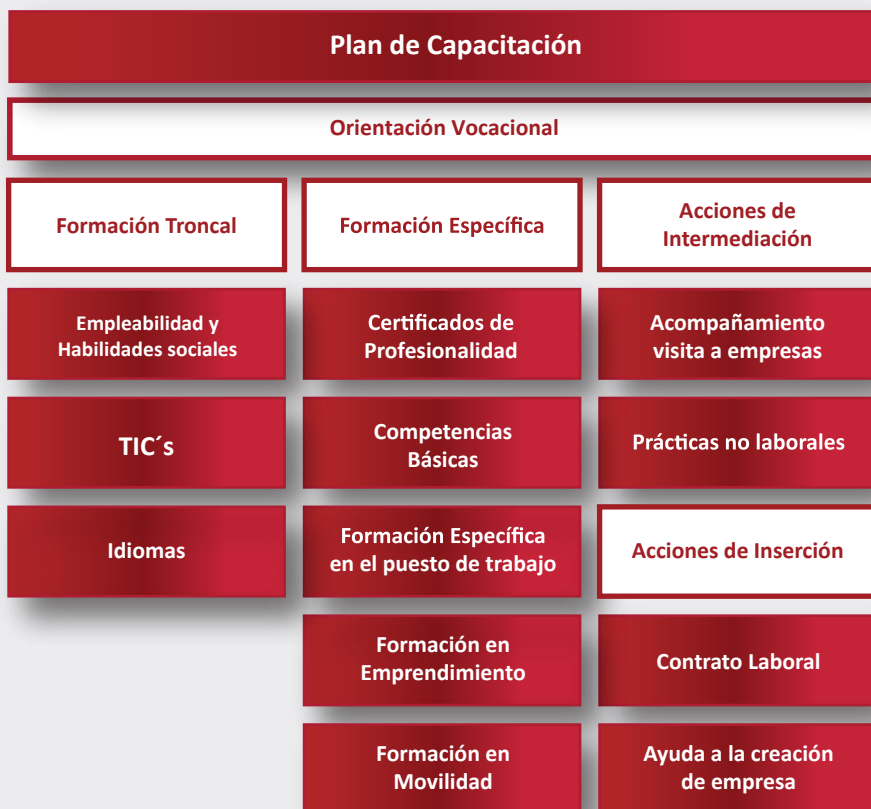 Plan de Capacitación
Orientación Vocacional
Formación Troncal
Formación Específica
Acciones de
Intermediación
Empleabilidad y
Habilidades sociales
Certificados de
Profesionalidad
Acompañamiento
visita a empresas
TIC´s
Competencias
Básicas
Prácticas no laborales
Idiomas
Formación Específica
en el puesto de trabajo
Acciones de Inserción
Formación en
Emprendimiento
Contrato Laboral
Formación en
Movilidad
Ayuda a la creación
de empresa